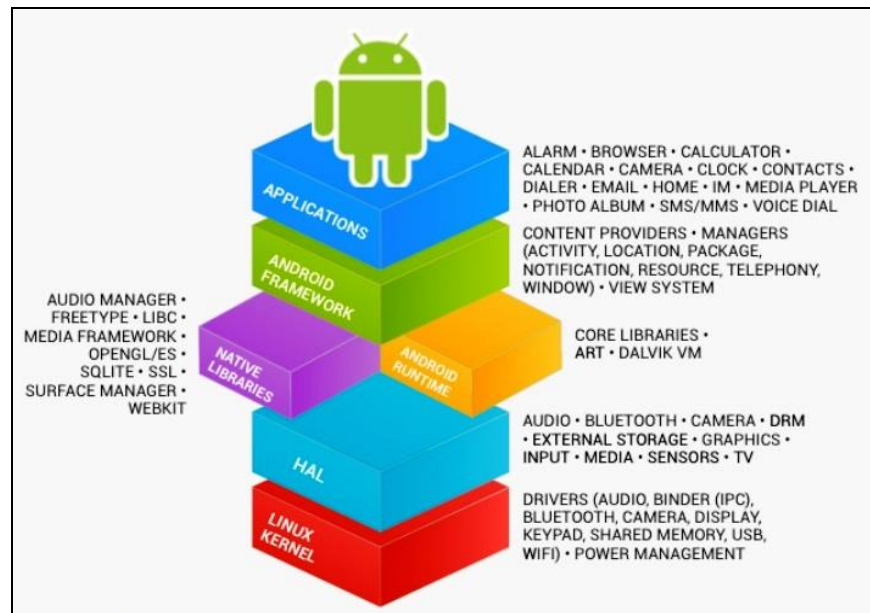 APPLICATIONS
ALARM • BROWSER • CALCULATOR •
CALENDAR • CAMERA • CLOCK • CONTACTS •
DIALER • EMAIL • HOME • IM • MEDIA PLAYER
• PHOTO ALBUM • SMS/MMS • VOICE DIAL
ANDROID
FRAMEWORK
CONTENT PROVIDERS • MANAGERS
(ACTIVITY, LOCATION, PACKAGE,
NOTIFICATION, RESOURCE, TELEPHONY,
WINDOW) • VIEW SYSTEM
AUDIO MANAGER •
FREETYPE • LIBC •
MEDIA FRAMEWORK •
OPENGL/ES •
SQLITE • SSL •
SURFACE MANAGER •
WEBKIT
NATIVE
LIBRARIES
ANDROID
RUNTIME
CORE LIBRARIES •
ART • DALVIK VM
HAL
AUDIO • BLUETOOTH • CAMERA • DRM
• EXTERNAL STORAGE • GRAPHICS •
INPUT • MEDIA • SENSORS • TV
LINUX
KERNEL
DRIVERS (AUDIO, BINDER (IPC),
BLUETOOTH, CAMERA, DISPLAY,
KEYPAD, SHARED MEMORY, USB,
WIFI) • POWER MANAGEMENT